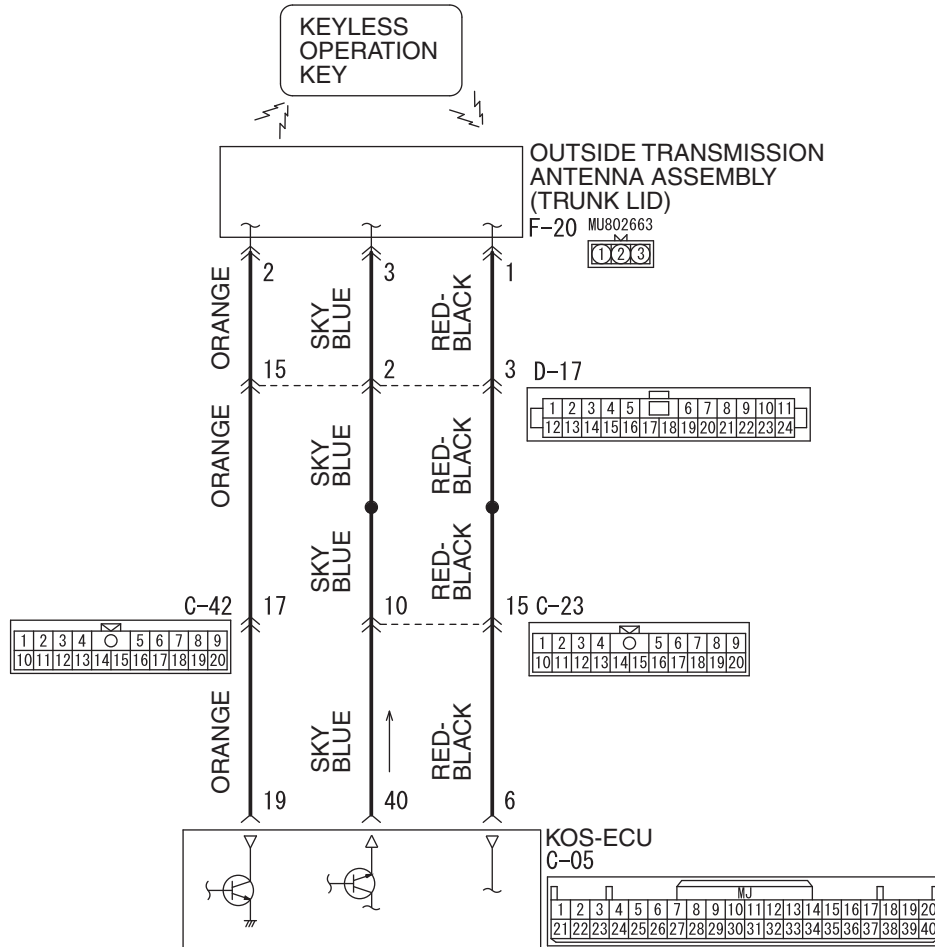 KEYLESS
OPERATION
KEY
OUTSIDE TRANSMISSION
ANTENNA ASSEMBLY
(TRUNK LID)
F-20 MU802663
1 2 3
2 3 1
ORANGE
SKY
BLUE
RED-
BLACK
15 2 3 D-17
1 2 3 4 5 6 7 8 9 10 11
12 13 14 15 16 17 18 19 20 21 22 23 24
ORANGE
SKY
BLUE
RED-
BLACK
SKY
BLUE
RED-
BLACK
C-42 17 10 15 C-23
1 2 3 4 5 6 7 8 9
10 11 12 13 14 15 16 17 18 19 20
1 2 3 4 5 6 7 8 9
10 11 12 13 14 15 16 17 18 19 20
ORANGE
SKY
BLUE
RED-
BLACK
19 40 6
KOS-ECU
C-05
MJ
1 2 3 4 5 6 7 8 9 10 11 12 13 14 15 16 17 18 19 20
21 22 23 24 25 26 27 28 29 30 31 32 33 34 35 36 37 38 39 40